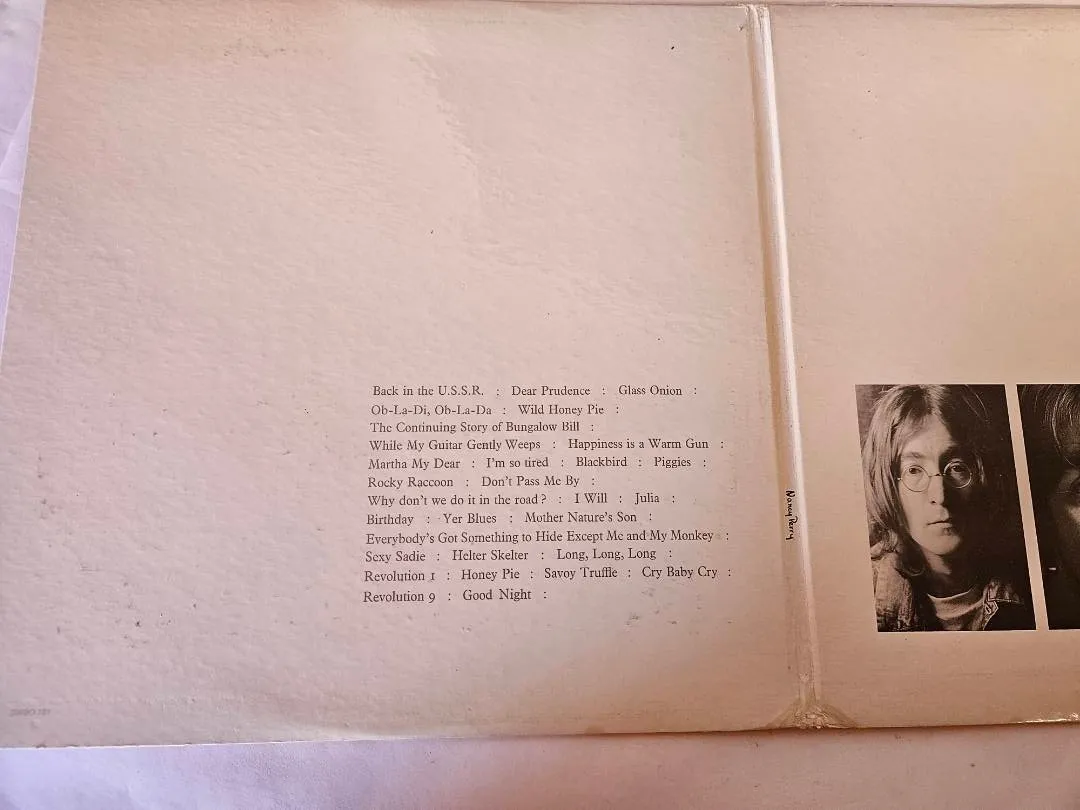 Back in the U.S.S.R. : Dear Prudence : Glass Onion :
Ob-La-Di, Ob-La-Da : Wild Honey Pie :
The Continuing Story of Bungalow Bill :
While My Guitar Gently Weeps : Happiness is a Warm Gun :
Martha My Dear : I'm so tired : Blackbird : Piggies :
Rocky Raccoon : Don't Pass Me By :
Why don't we do it in the road? : I Will : Julia :
Birthday : Yer Blues : Mother Nature's Son :
Everybody's Got Something to Hide Except Me and My Monkey :
Sexy Sadie : Helter Skelter : Long, Long, Long :
Revolution 1 : Honey Pie : Savoy Truffle : Cry Baby Cry :
Revolution 9 : Good Night :
Nancy Perry